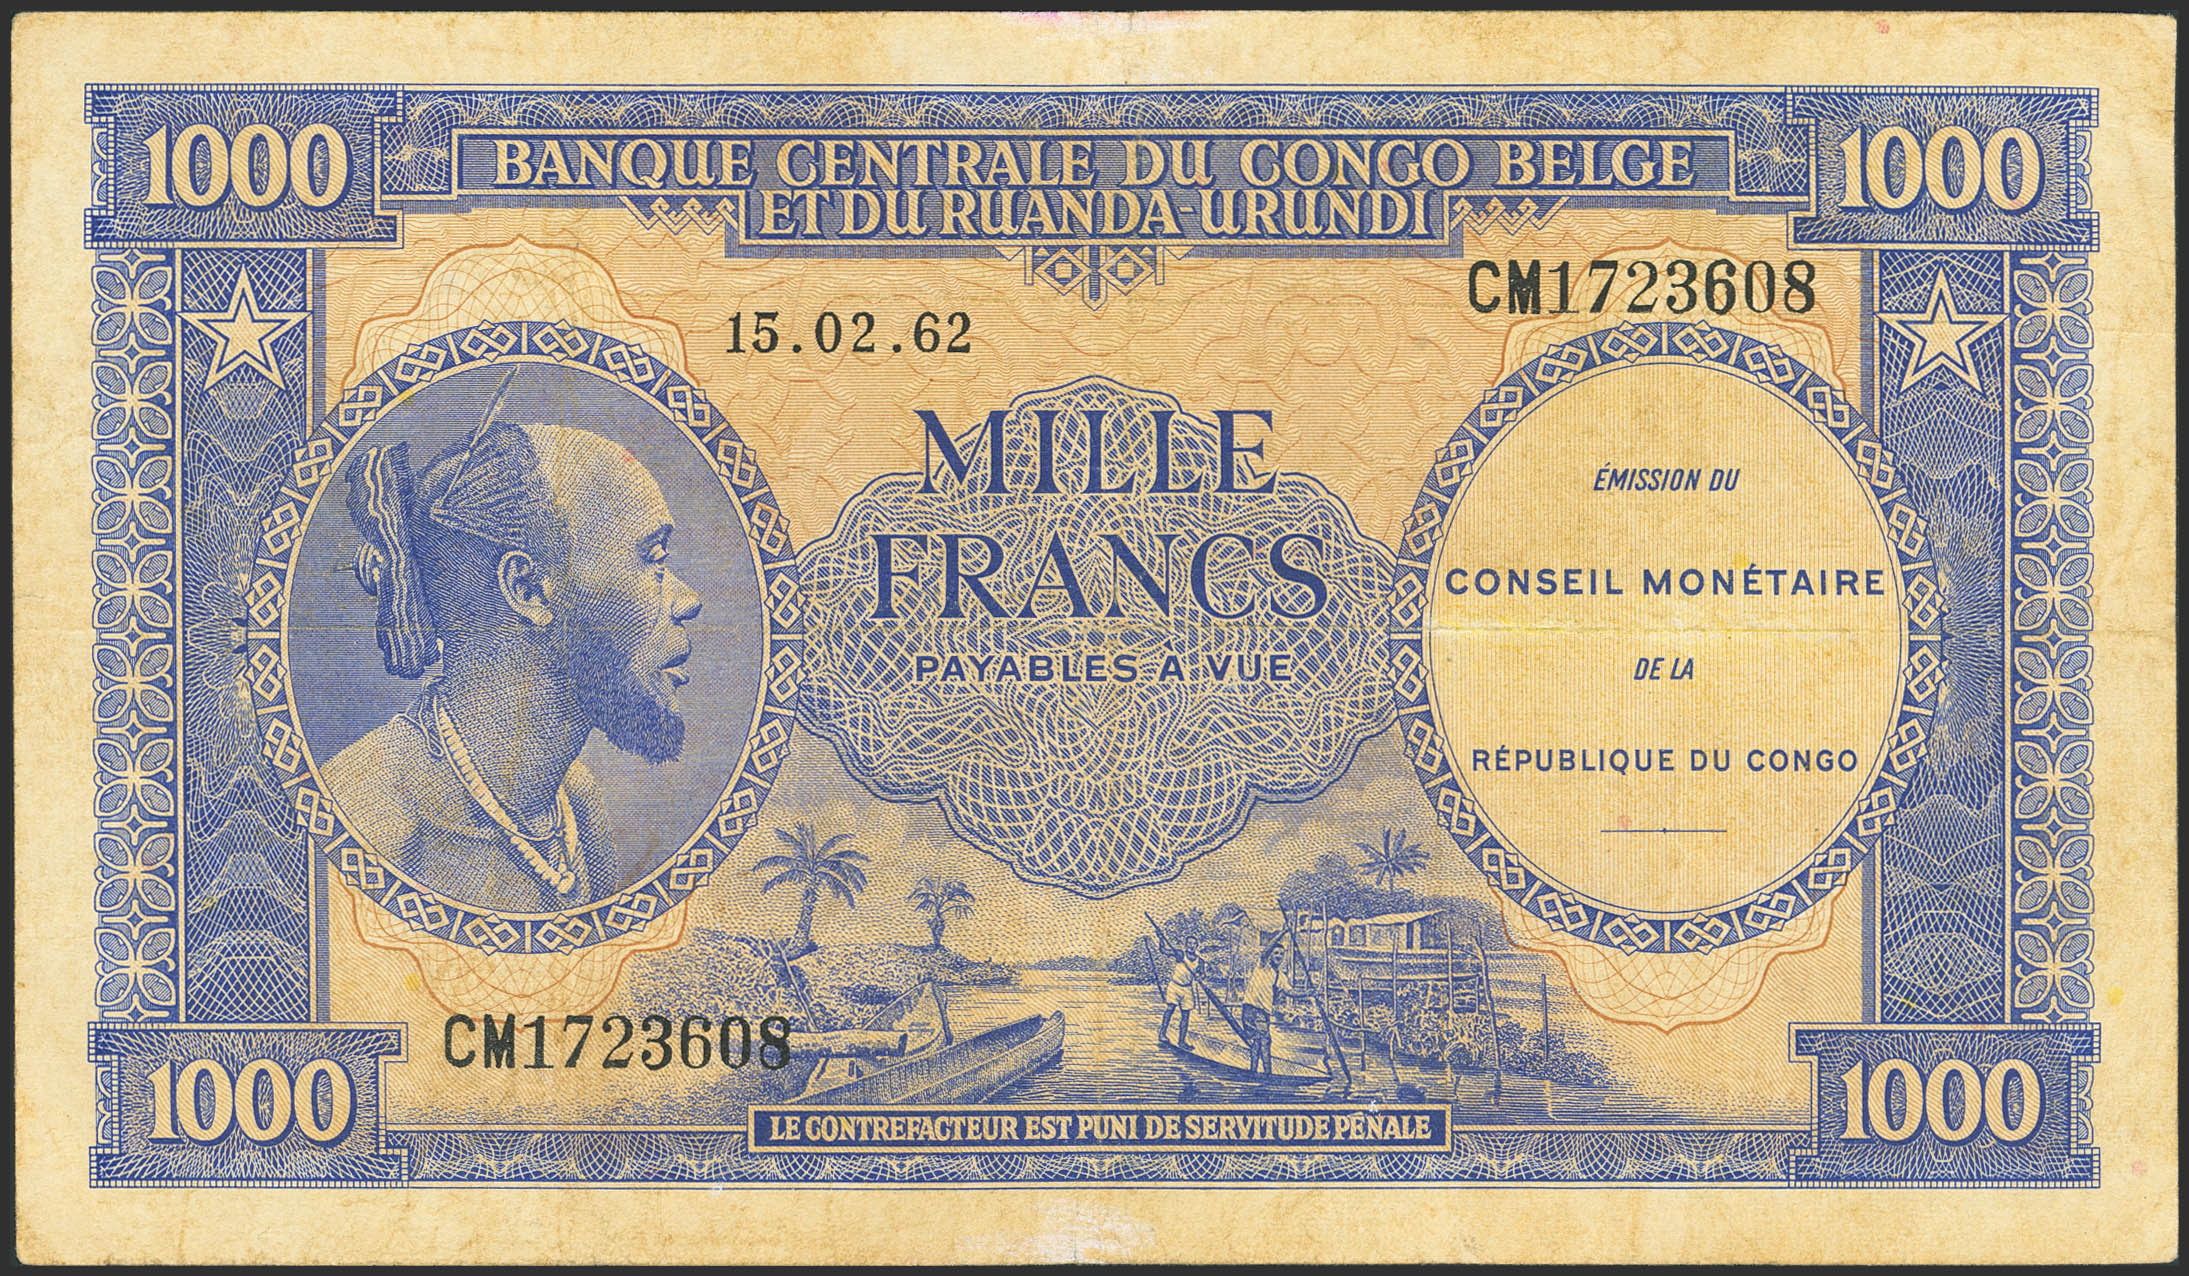 1000
1000
BANQUE CENTRALE DU CONGO BELGE
ET DU RUANDA-URUNDI
CM1723608
15.02.62
MILLE
FRANCS
PAYABLES A VUE
ÉMISSION DU
CONSEIL MONÉTAIRE
DE LA
RÉPUBLIQUE DU CONGO
CM1723608
1000
1000
LE CONTREFACTEUR EST PUNI DE SERVITUDE PÉNALE